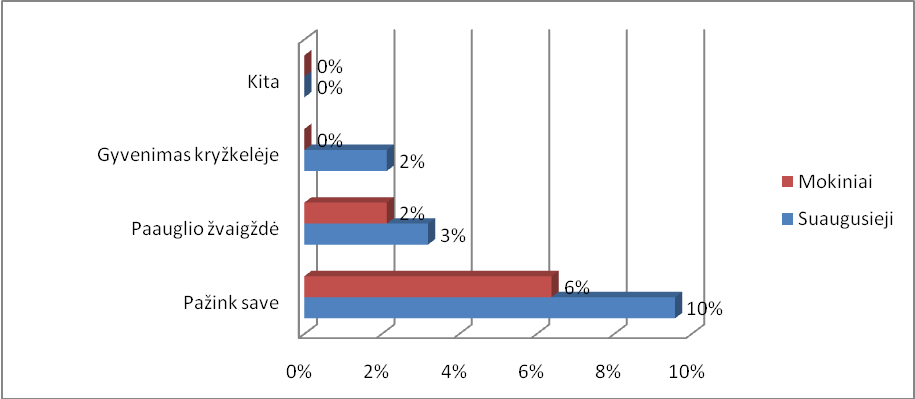 Kita
0%
0%
Gyvenimas kryžkelėje
0%
2%
Paauglio žvaigždė
2%
3%
Pažink save
6%
10%
0% 2% 4% 6% 8% 10%
Mokiniai
Suaugusieji